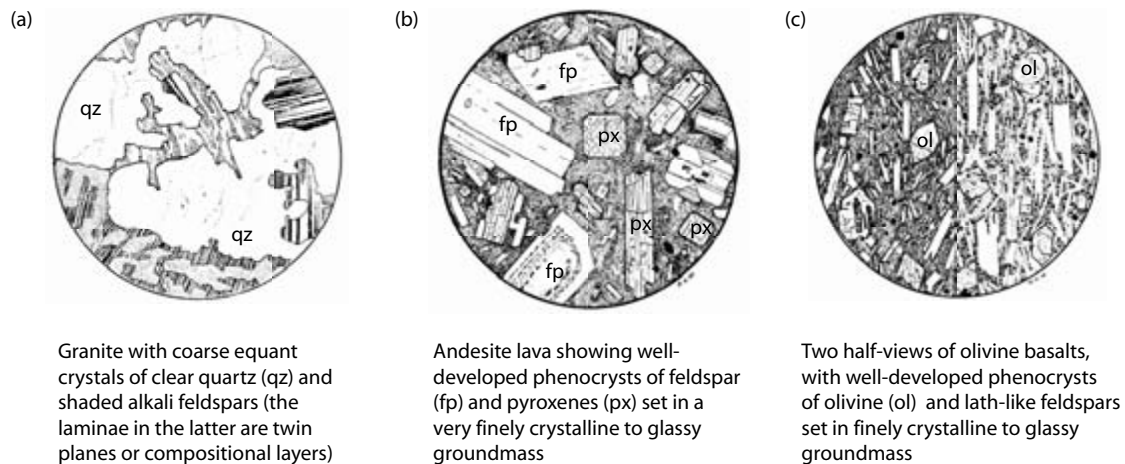 (a)
qz
qz
Granite with coarse equant
crystals of clear quartz (qz) and
shaded alkali feldspars (the
laminae in the latter are twin
planes or compositional layers)
(b)
fp
fp
px
px
px
fp
Andesite lava showing well-
developed phenocrysts of feldspar
(fp) and pyroxenes (px) set in a
very finely crystalline to glassy
groundmass
(c)
ol
ol
Two half-views of olivine basalts,
with well-developed phenocrysts
of olivine (ol) and lath-like feldspars
set in finely crystalline to glassy
groundmass